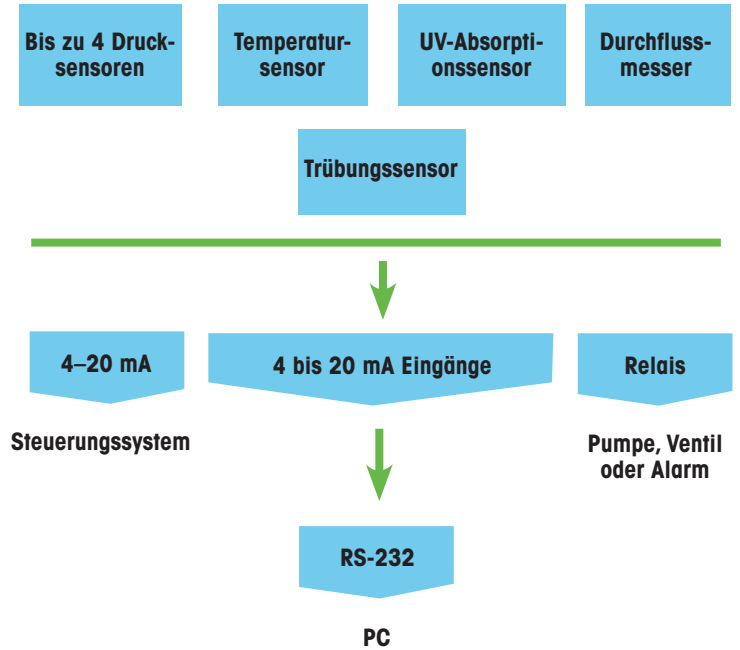 Bis zu 4 Druck-
sensoren
Temperatur-
sensor
UV-Absorpti-
onssensor
Durchfluss-
messer
Trübungssensor
4–20 mA
4 bis 20 mA Eingänge
Relais
Steuerungssystem
Pumpe, Ventil
oder Alarm
RS-232
PC